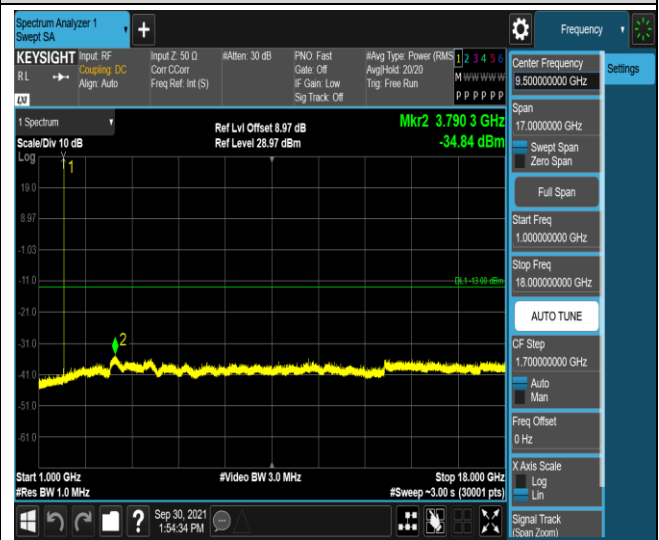 Spectrum Analyzer 1
Swept SA
+
Frequency
KEYSIGHT
RL
LXI
Input: RF
Coupling: DC
Align: Auto
Input Z: 50 Ω
Corr CCorr
Freq Ref: Int (S)
#Atten: 30 dB
PNO: Fast
Gate: Off
IF Gain: Low
Sig Track: Off
#Avg Type: Power (RMS
Avg|Hold: 20/20
Trig: Free Run
1 2 3 4 5 6
M W W W W W
P P P P P P
1 Spectrum
Scale/Div 10 dB
Log
Ref Lvl Offset 8.97 dB
Ref Level 28.97 dBm
Mkr2 3.790 3 GHz
-34.84 dBm
1
19.0
8.97
-1.03
-11.0
DL1 -13.00 dBm
-21.0
-31.0
2
-41.0
-51.0
-61.0
Start 1.000 GHz
#Res BW 1.0 MHz
#Video BW 3.0 MHz
Stop 18.000 GHz
#Sweep ~3.00 s (30001 pts)
?
Sep 30, 2021
1:54:34 PM
Center Frequency
9.500000000 GHz
Settings
Span
17.0000000 GHz
Swept Span
Zero Span
Full Span
Start Freq
1.000000000 GHz
Stop Freq
18.000000000 GHz
AUTO TUNE
CF Step
1.700000000 GHz
Auto
Man
Freq Offset
0 Hz
X Axis Scale
Log
Lin
Signal Track
(Span Zoom)